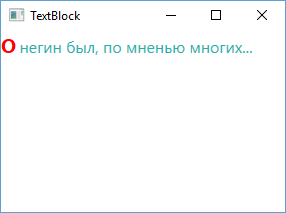 TextBlock
О негин был, по мненью многих...